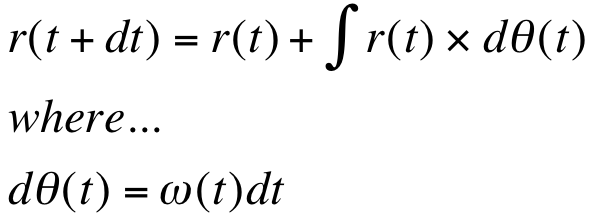 r(t + dt) = r(t) + ∫ r(t) × dθ(t)
where...
dθ(t) = ω(t)dt